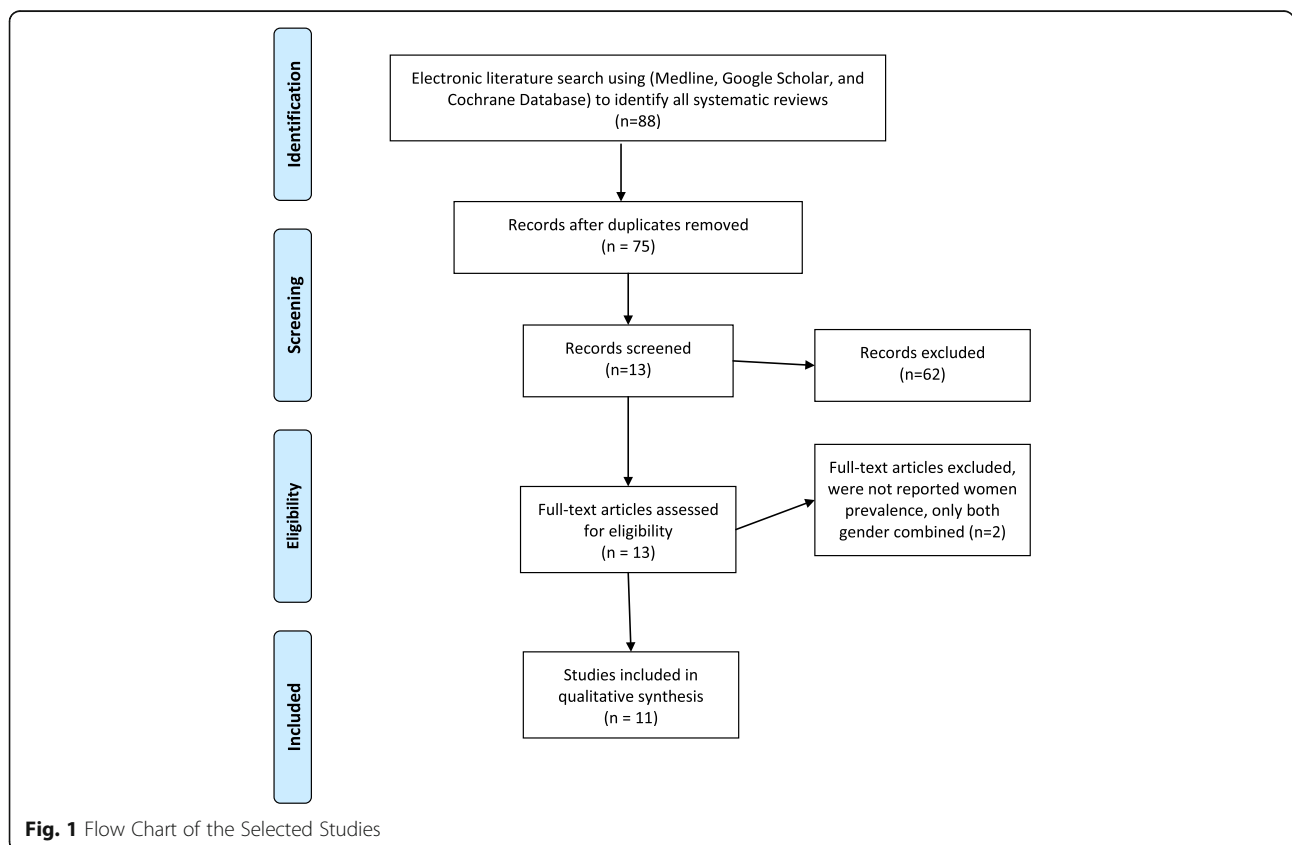 Identification
Electronic literature search using (Medline, Google Scholar, and
Cochrane Database) to identify all systematic reviews
(n=88)
Records after duplicates removed
(n = 75)
Screening
Records screened
(n=13)
Records excluded
(n=62)
Eligibility
Full-text articles assessed
for eligibility
(n = 13)
Full-text articles excluded,
were not reported women
prevalence, only both
gender combined (n=2)
Included
Studies included in
qualitative synthesis
(n = 11)
Fig. 1 Flow Chart of the Selected Studies